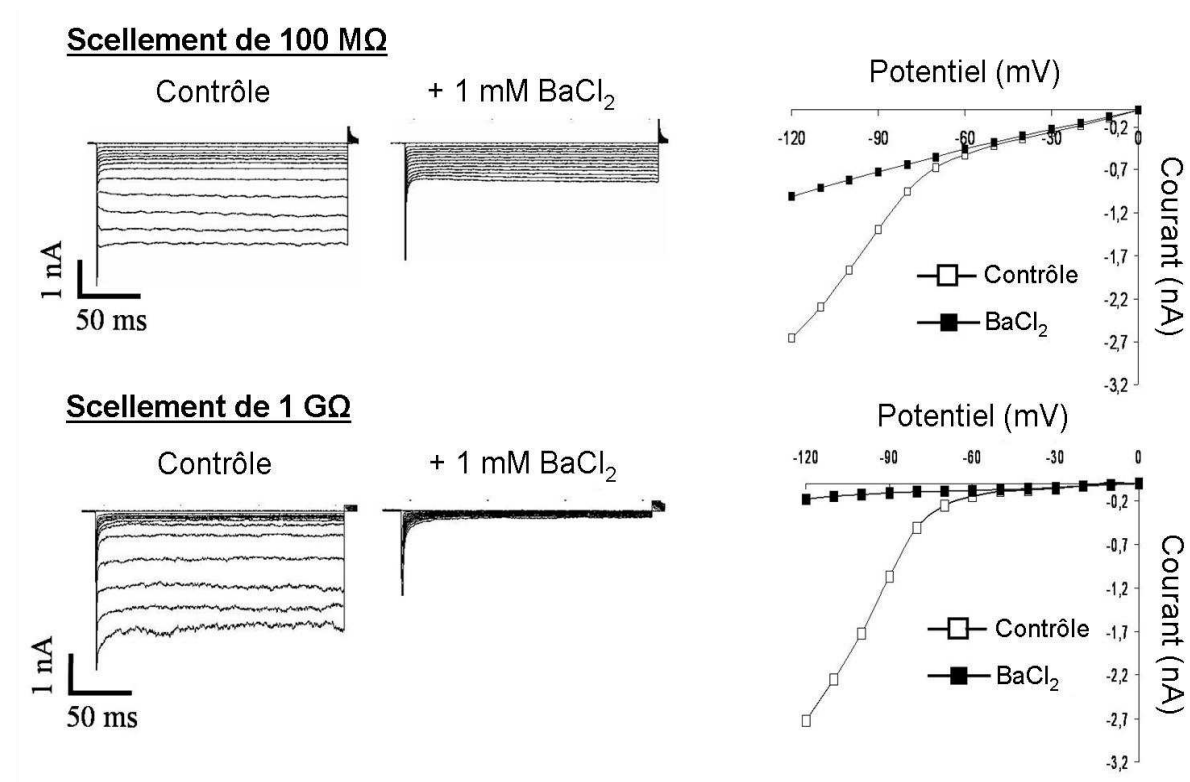 Scellement de 100 MΩ
Contrôle
+ 1 mM BaCl2
1 nA
50 ms
Potentiel (mV)
-120 -90 -60 -30 0
-0,2
-0,7
-1,2
-1,7
-2,2
-2,7
-3,2
Courant (nA)
Contrôle
BaCl2
Scellement de 1 GΩ
Contrôle
+ 1 mM BaCl2
1 nA
50 ms
Potentiel (mV)
-120 -90 -60 -30 0
-0,2
-0,7
-1,2
-1,7
-2,2
-2,7
-3,2
Courant (nA)
Contrôle
BaCl2